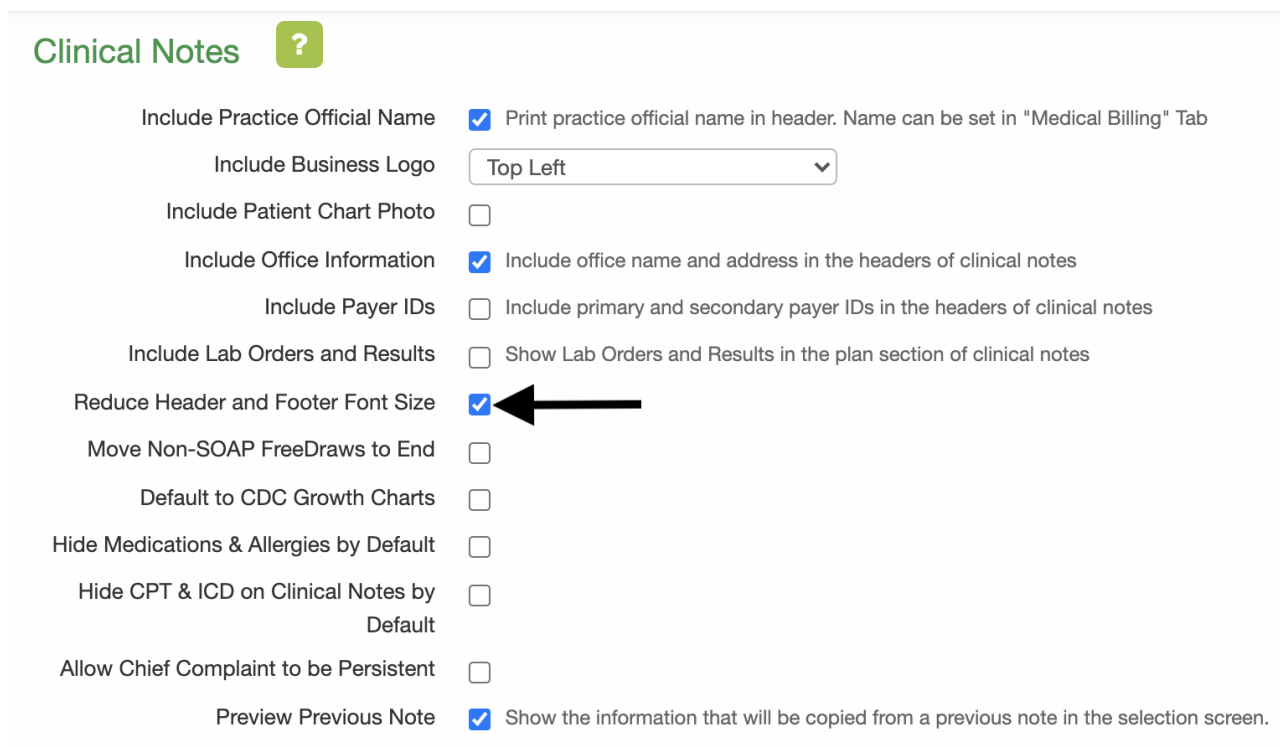 Clinical Notes ?
Include Practice Official Name Print practice official name in header. Name can be set in "Medical Billing" Tab
Include Business Logo Top Left
Include Patient Chart Photo
Include Office Information Include office name and address in the headers of clinical notes
Include Payer IDs Include primary and secondary payer IDs in the headers of clinical notes
Include Lab Orders and Results Show Lab Orders and Results in the plan section of clinical notes
Reduce Header and Footer Font Size
Move Non-SOAP FreeDraws to End
Default to CDC Growth Charts
Hide Medications & Allergies by Default
Hide CPT & ICD on Clinical Notes by
Default
Allow Chief Complaint to be Persistent
Preview Previous Note Show the information that will be copied from a previous note in the selection screen.